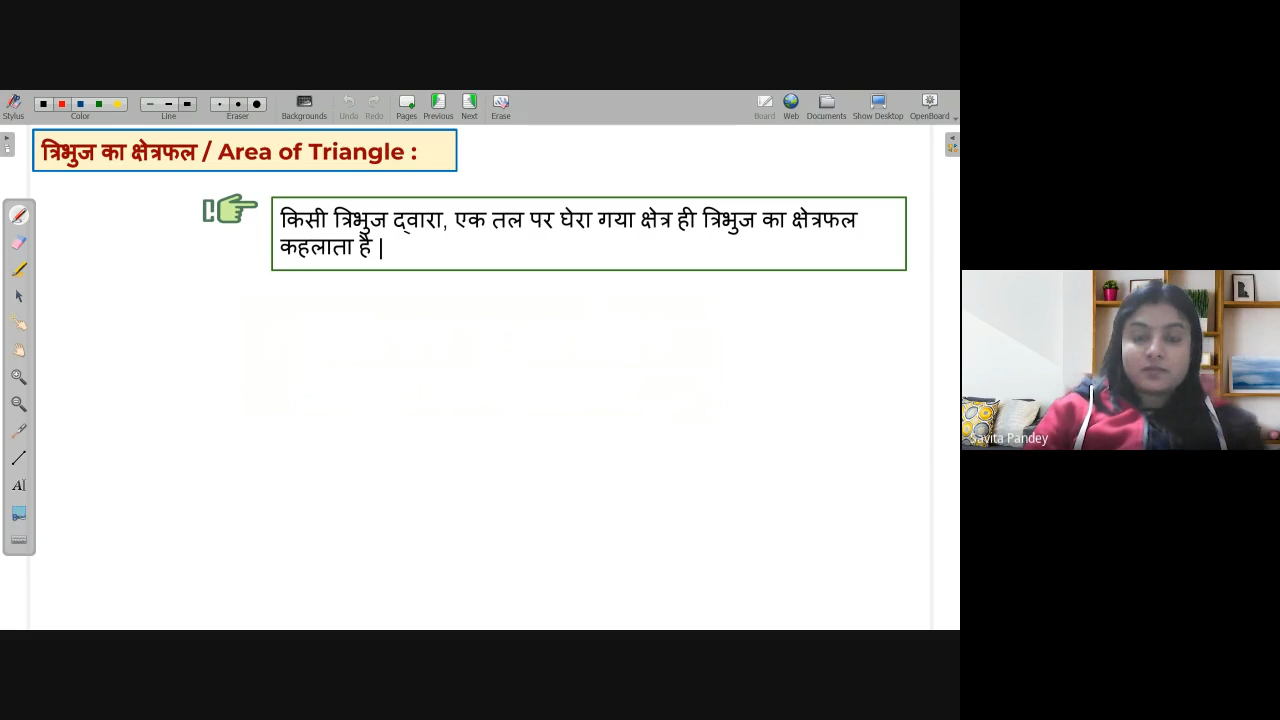 Stylus
Color
Line
Eraser
Backgrounds
Undo
Redo
Pages
Previous
Next
Erase
Board
Web
Documents
Show Desktop
OpenBoard
त्रिभुज का क्षेत्रफल / Area of Triangle :
किसी त्रिभुज द्वारा, एक तल पर घेरा गया क्षेत्र ही त्रिभुज का क्षेत्रफल
कहलाता है |
AI
Savita Pandey